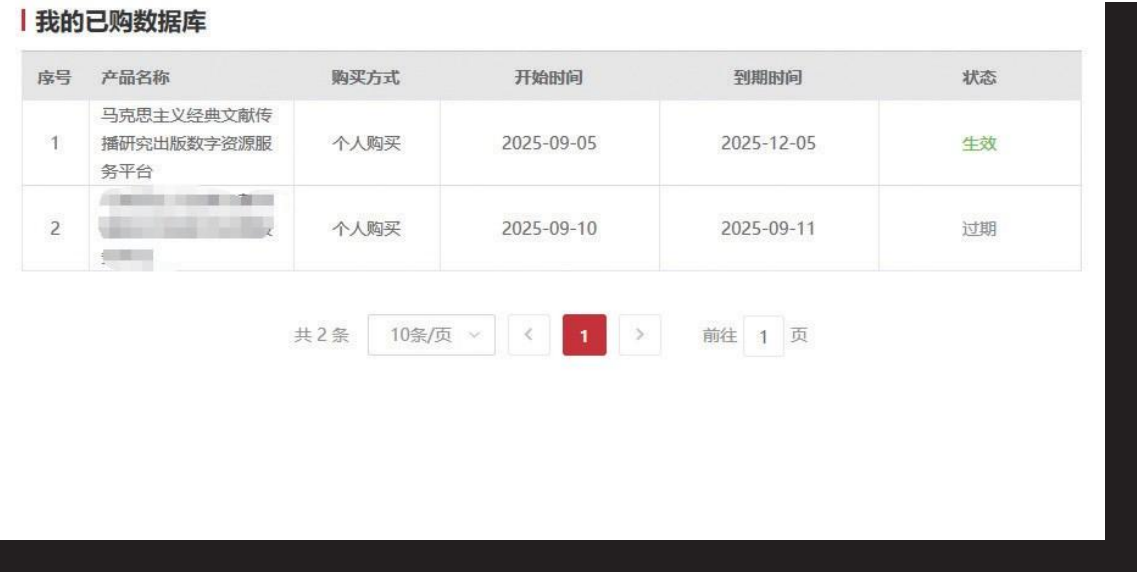 我的已购数据库
序号 产品名称 购买方式 开始时间 到期时间 状态
马克思主义经典文献传
1 播研究出版数字资源服 个人购买 2025-09-05 2025-12-05 生效
务平台
2 个人购买 2025-09-10 2025-09-11 过期
共 2 条 10条/页 < 1 > 前往 1 页